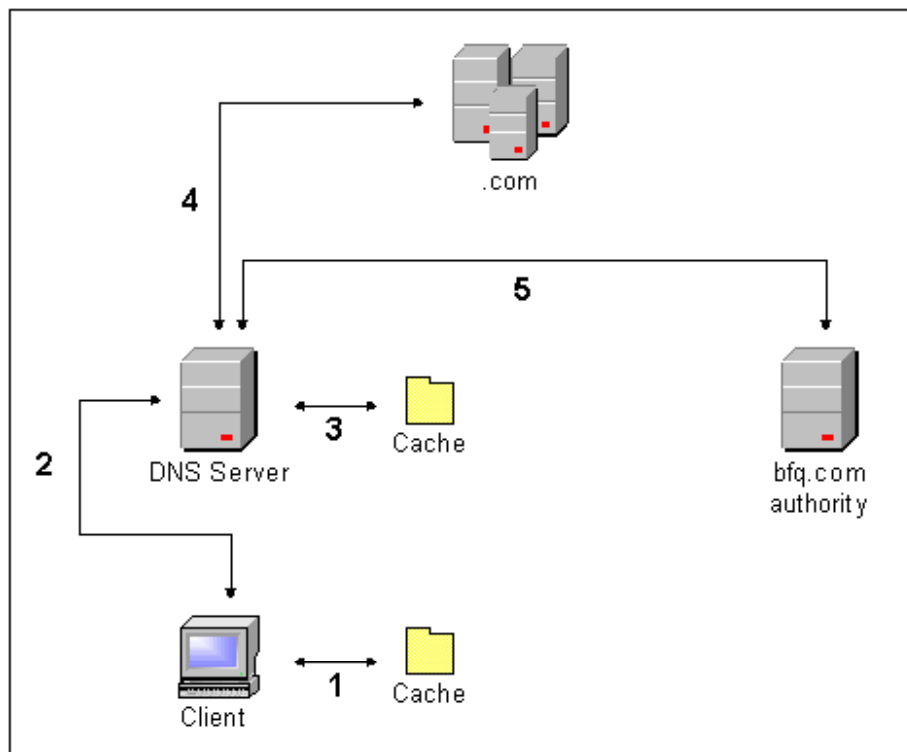 .com
4
5
3
Cache
2
DNS Server
bfq.com
authority
1
Cache
Client